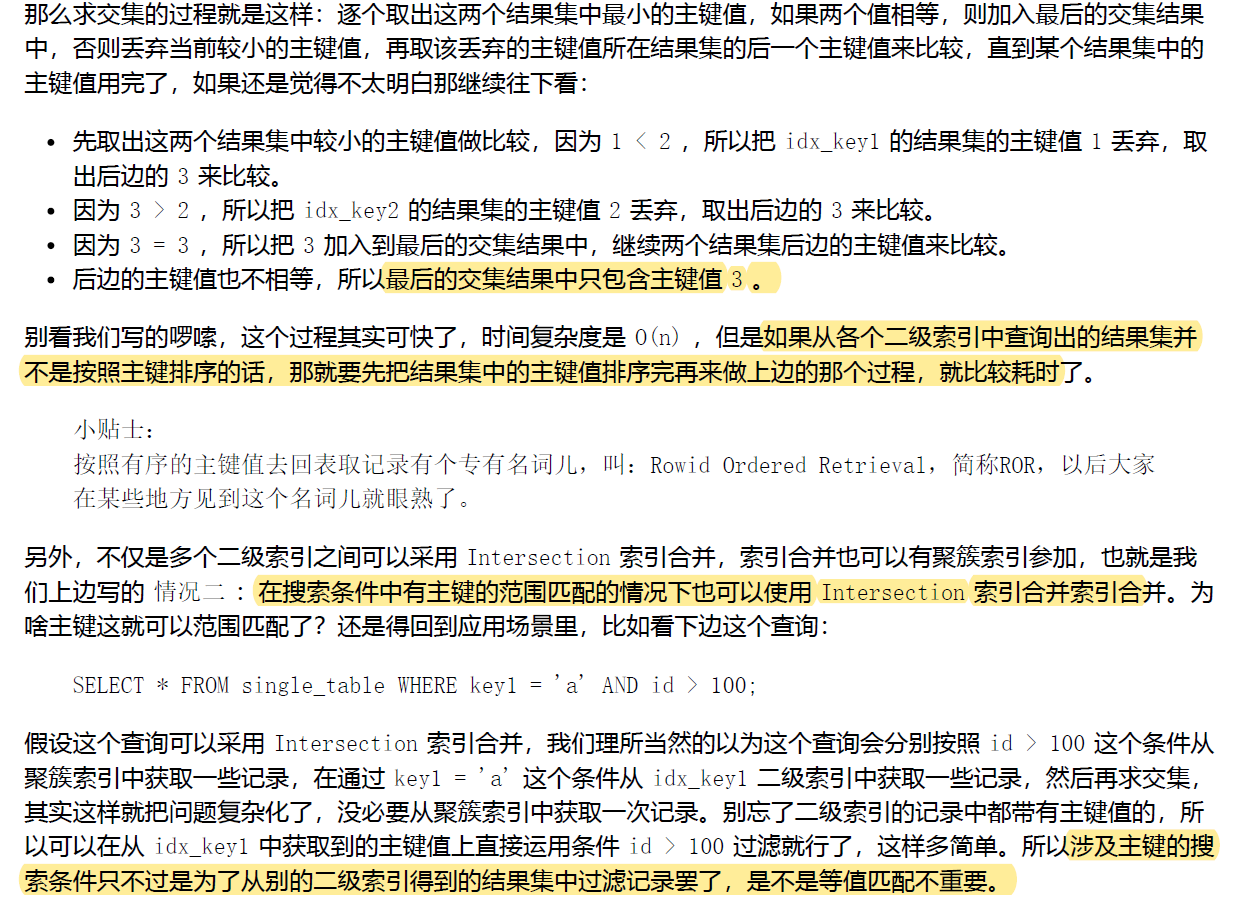 那么求交集的过程就是这样：逐个取出这两个结果集中最小的主键值，如果两个值相等，则加入最后的交集结果
中，否则丢弃当前较小的主键值，再取该丢弃的主键值所在结果集的后一个主键值来比较，直到某个结果集中的
主键值用完了，如果还是觉得不太明白那继续往下看：
• 先取出这两个结果集中较小的主键值做比较，因为 1 < 2 ，所以把 idx_key1 的结果集的主键值 1 丢弃，取
出后边的 3 来比较。
• 因为 3 > 2 ，所以把 idx_key2 的结果集的主键值 2 丢弃，取出后边的 3 来比较。
• 因为 3 = 3 ，所以把 3 加入到最后的交集结果中，继续两个结果集后边的主键值来比较。
• 后边的主键值也不相等，所以最后的交集结果中只包含主键值 3 。
别看我们写的啰嗦，这个过程其实可快了，时间复杂度是 O(n) ，但是如果从各个二级索引中查询出的结果集并
不是按照主键排序的话，那就要先把结果集中的主键值排序完再来做上边的那个过程，就比较耗时了。
小贴士：
按照有序的主键值去回表取记录有个专有名词儿，叫：Rowid Ordered Retrieval，简称ROR，以后大家
在某些地方见到这个名词儿就眼熟了。
另外，不仅是多个二级索引之间可以采用 Intersection 索引合并，索引合并也可以有聚簇索引参加，也就是我
们上边写的 情况二 ：在搜索条件中有主键的范围匹配的情况下也可以使用 Intersection 索引合并索引合并。为
啥主键这就可以范围匹配了？还是得回到应用场景里，比如看下边这个查询：
SELECT * FROM single_table WHERE key1 = 'a' AND id > 100;
假设这个查询可以采用 Intersection 索引合并，我们理所当然的以为这个查询会分别按照 id > 100 这个条件从
聚簇索引中获取一些记录，在通过 key1 = 'a' 这个条件从 idx_key1 二级索引中获取一些记录，然后再求交集，
其实这样就把问题复杂化了，没必要从聚簇索引中获取一次记录。别忘了二级索引的记录中都带有主键值的，所
以可以在从 idx_key1 中获取到的主键值上直接运用条件 id > 100 过滤就行了，这样多简单。所以涉及主键的搜
索条件只不过是为了从别的二级索引得到的结果集中过滤记录罢了，是不是等值匹配不重要。